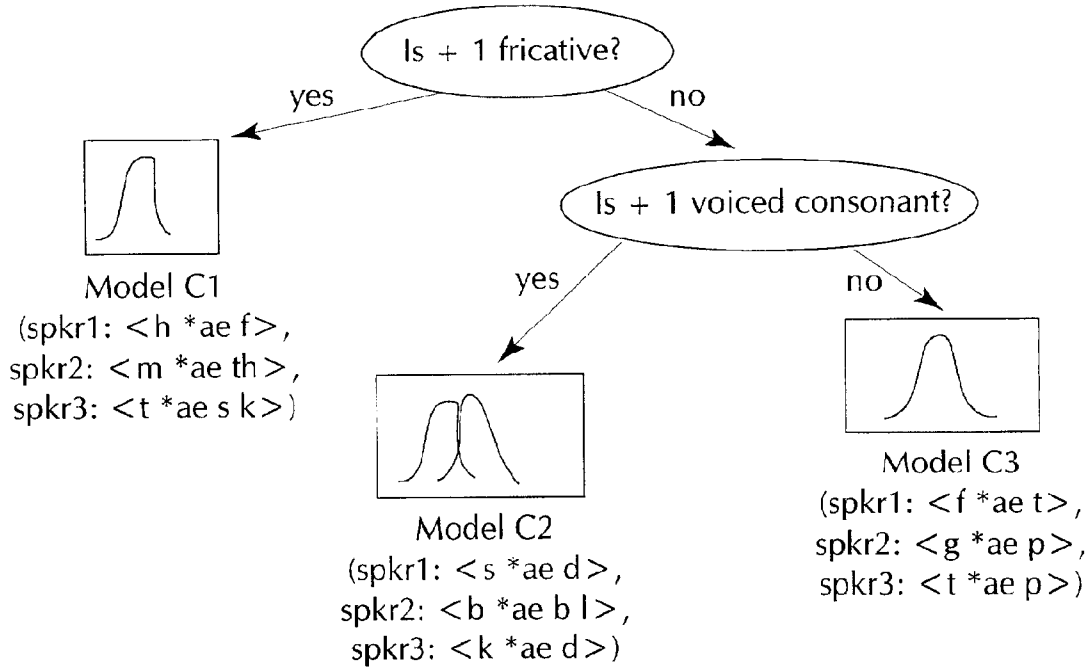 Is + 1 fricative?
yes
no
Is + 1 voiced consonant?
yes
no
Model C1
(spkr1: <h *ae f>,
spkr2: <m *ae th>,
spkr3: <t *ae s k>)
Model C2
(spkr1: <s *ae d>,
spkr2: <b *ae b l>,
spkr3: <k *ae d>)
Model C3
(spkr1: <f *ae t>,
spkr2: <g *ae p>,
spkr3: <t *ae p>)